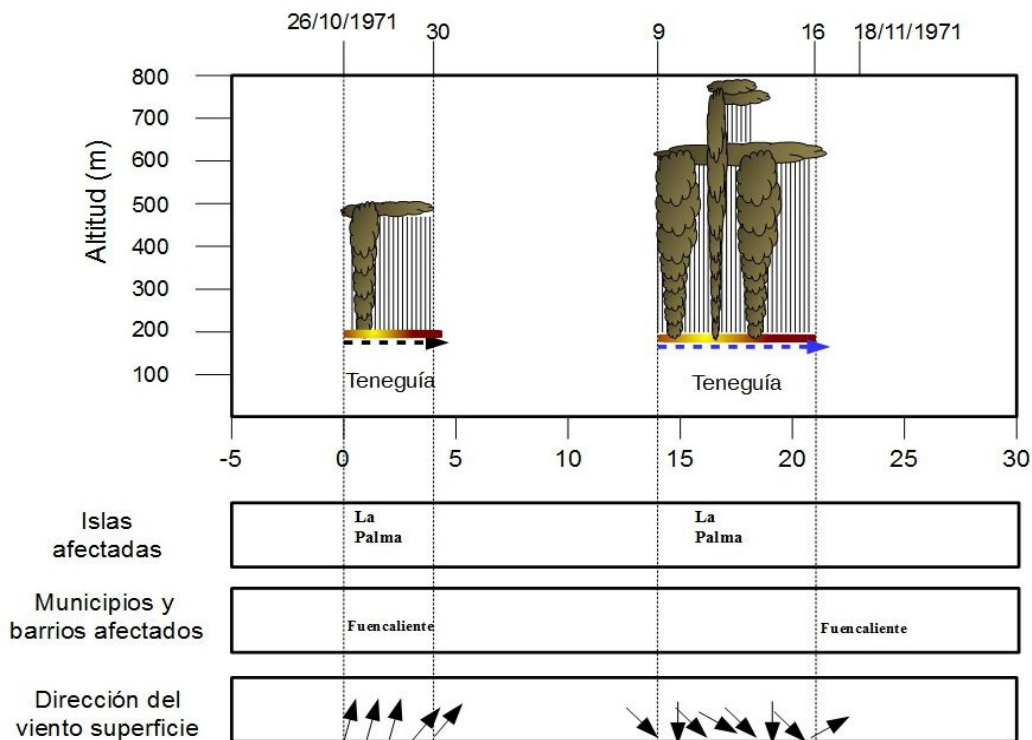 26/10/1971 30 9 16 18/11/1971
800
700
600
500
400
300
200
100
Altitud (m)
Teneguía Teneguía
-5 0 5 10 15 20 25 30
Islas
afectadas
La
Palma
La
Palma
Municipios y
barrios afectados
Fuencaliente
Fuencaliente
Dirección del
viento superficie